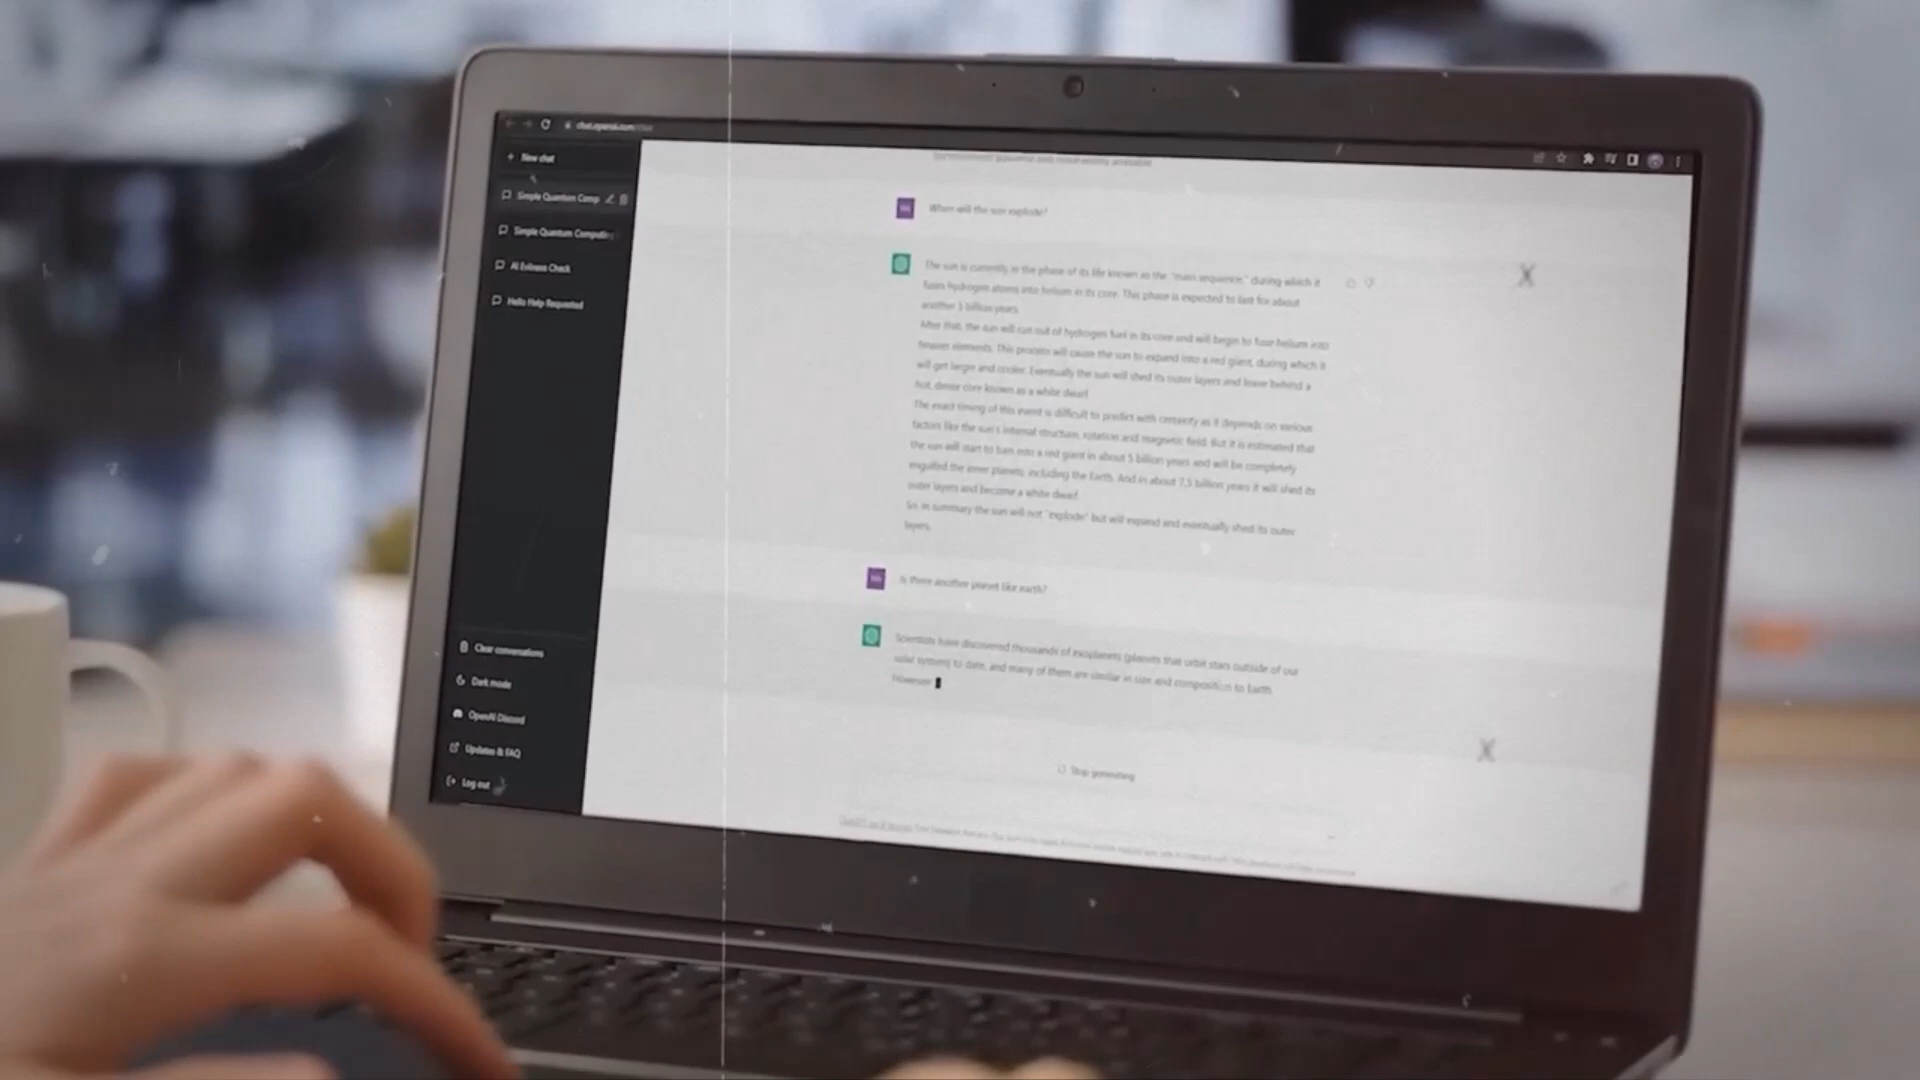 chat.openai.com/chat
New chat
Simple Quantum Comp
Simple Quantum Computing
AI Evilness Check
Hello Help Requested
Clear conversations
Dark mode
OpenAI Discord
Updates & FAQ
Log out
When will the sun explode?
The sun is currently in the phase of its life known as the "main sequence," during which it
fuses hydrogen atoms into helium in its core. This phase is expected to last for about
another 5 billion years.
After that, the sun will run out of hydrogen fuel in its core and will begin to fuse helium into
heavier elements. This process will cause the sun to expand into a red giant, during which it
will get larger and cooler. Eventually the sun will shed its outer layers and leave behind a
hot, dense core known as a white dwarf.
The exact timing of this event is difficult to predict with certainty as it depends on various
factors like the sun's internal structure, rotation and magnetic field. But it is estimated that
the sun will start to turn into a red giant in about 5 billion years and will be completely
engulfed the inner planets, including the Earth. And in about 7.5 billion years it will shed its
outer layers and become a white dwarf.
So, in summary the sun will not "explode" but will expand and eventually shed its outer
layers.
Is there another planet like earth?
Scientists have discovered thousands of exoplanets (planets that orbit stars outside of our
solar system) to date, and many of them are similar in size and composition to Earth.
However
Stop generating